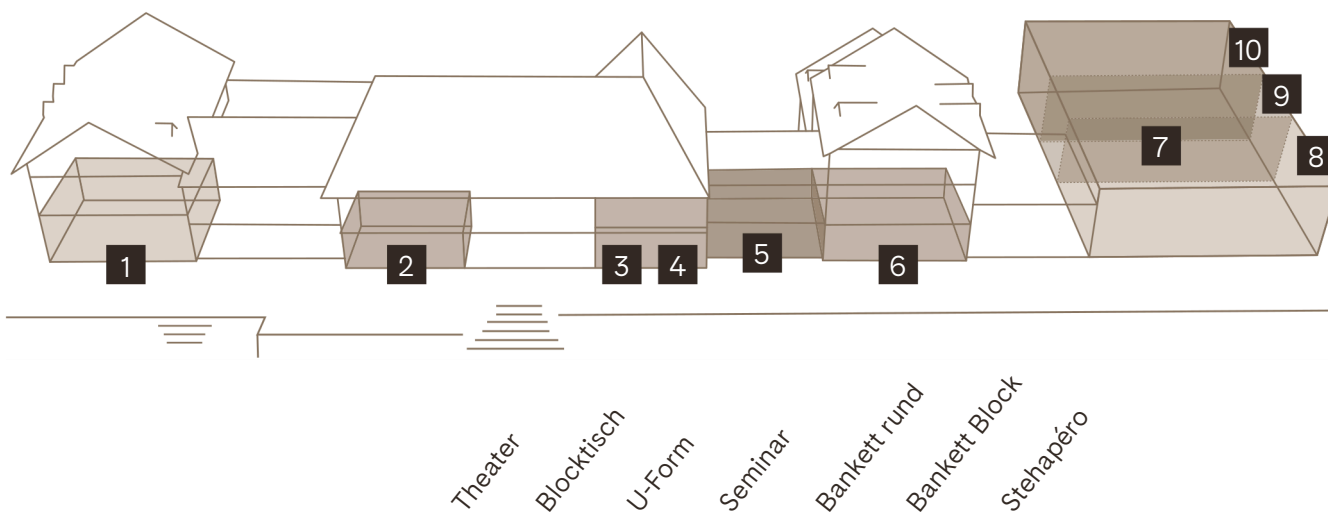 10
9
7
8
1
2
3
4
5
6
Theater
Blocktisch
U-Form
Seminar
Bankett rund
Bankett Block
Stehapéro